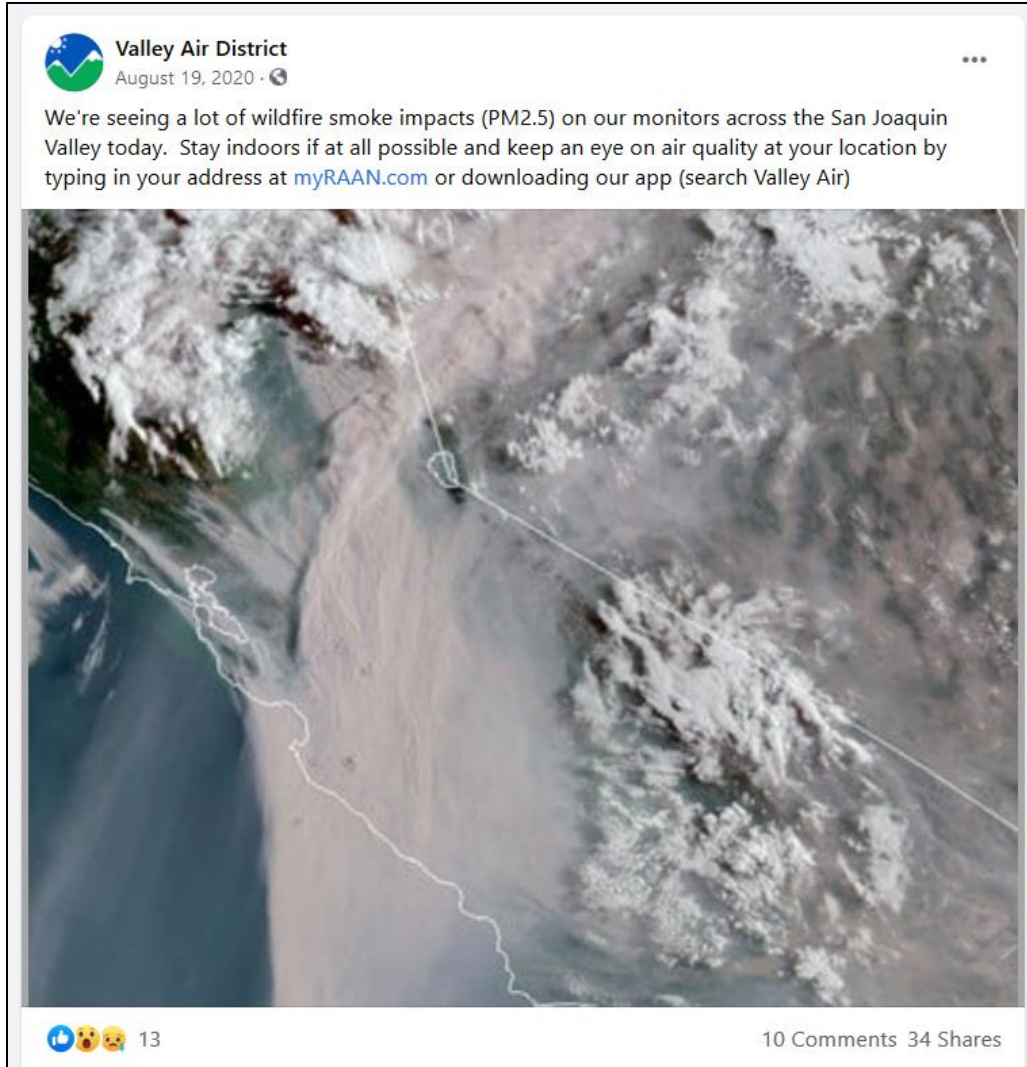 Valley Air District
August 19, 2020 ·
We're seeing a lot of wildfire smoke impacts (PM2.5) on our monitors across the San Joaquin
Valley today.  Stay indoors if at all possible and keep an eye on air quality at your location by
typing in your address at myRAAN.com or downloading our app (search Valley Air)
13
10 Comments 34 Shares